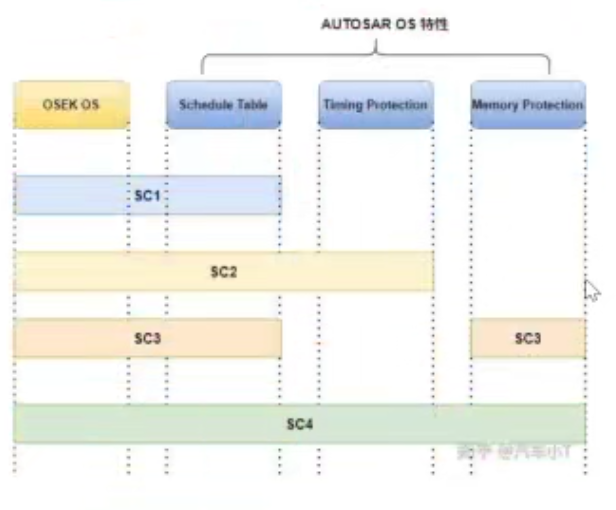 AUTOSAR OS 特性
OSEK OS
Schedule Table
Timing Protection
Memory Protection
SC1
SC2
SC3
SC3
SC4
知乎 @汽车小T